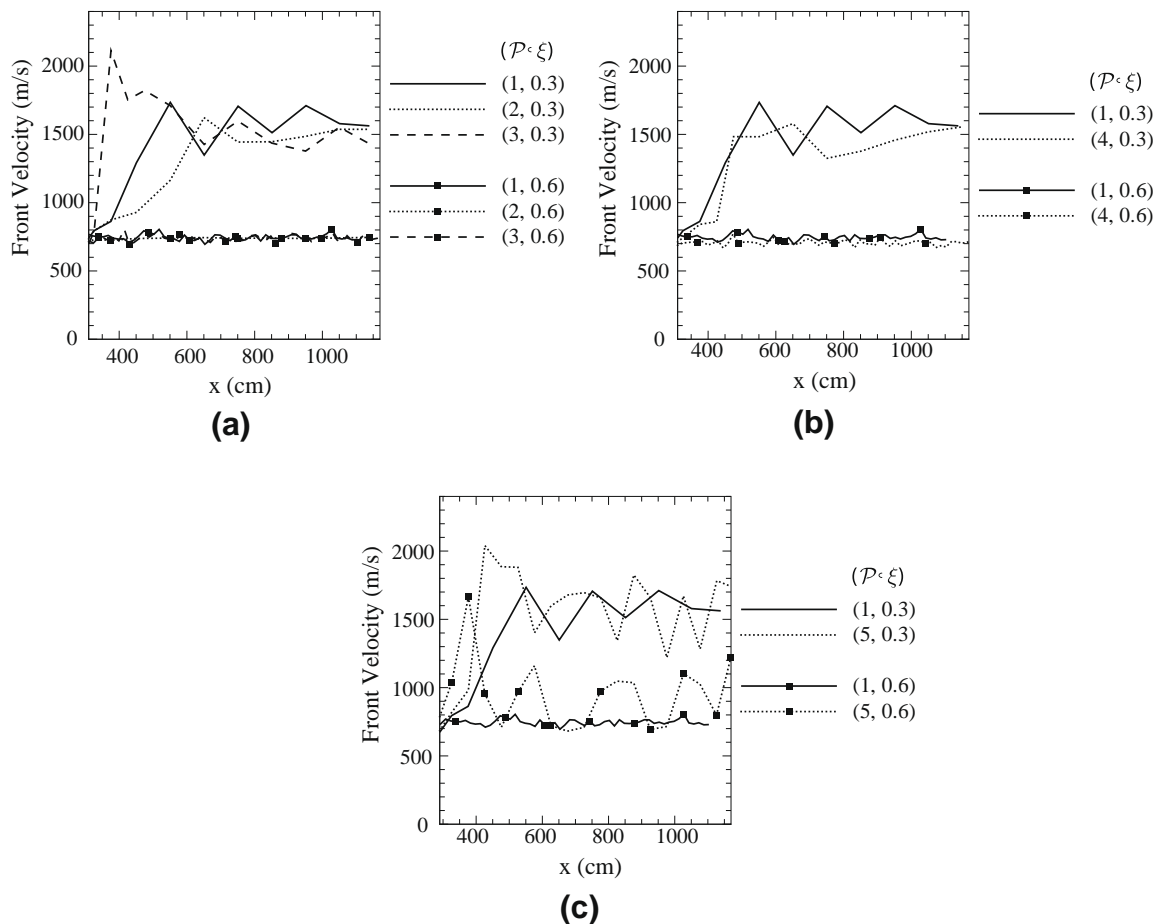 2000
1500
1000
500
0
Front Velocity (m/s)
400 600 800 1000
x (cm)
(𝒫, ξ)
(1, 0.3)
(2, 0.3)
(3, 0.3)
(1, 0.6)
(2, 0.6)
(3, 0.6)
(a)
2000
1500
1000
500
0
Front Velocity (m/s)
400 600 800 1000
x (cm)
(𝒫, ξ)
(1, 0.3)
(4, 0.3)
(1, 0.6)
(4, 0.6)
(b)
2000
1500
1000
500
0
Front Velocity (m/s)
400 600 800 1000
x (cm)
(𝒫, ξ)
(1, 0.3)
(5, 0.3)
(1, 0.6)
(5, 0.6)
(c)